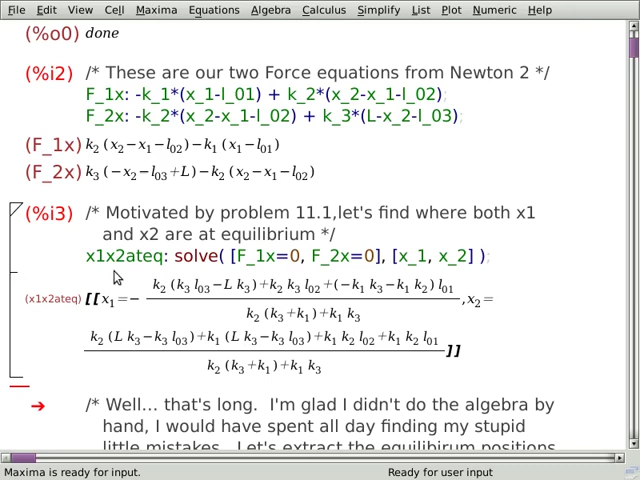 File Edit View Cell Maxima Equations Algebra Calculus Simplify List Plot Numeric Help
(%o0) done
(%i2) /* These are our two Force equations from Newton 2 */
F_1x: -k_1*(x_1-l_01) + k_2*(x_2-x_1-l_02);
F_2x: -k_2*(x_2-x_1-l_02) + k_3*(L-x_2-l_03);
(F_1x) k₂ (x₂−x₁−l₀₂)−k₁ (x₁−l₀₁)
(F_2x) k₃ (−x₂−l₀₃+L)−k₂ (x₂−x₁−l₀₂)
(%i3) /* Motivated by problem 11.1,let's find where both x1
and x2 are at equilibrium */
x1x2ateq: solve( [F_1x=0, F_2x=0], [x_1, x_2] );
k₂ (k₃ l₀₃−L k₃)+k₂ k₃ l₀₂+(−k₁ k₃−k₁ k₂) l₀₁
(x1x2ateq) [[x₁=− ,x₂=
k₂ (k₃+k₁)+k₁ k₃
k₂ (L k₃−k₃ l₀₃)+k₁ (L k₃−k₃ l₀₃)+k₁ k₂ l₀₂+k₁ k₂ l₀₁
]]
k₂ (k₃+k₁)+k₁ k₃
/* Well... that's long. I'm glad I didn't do the algebra by
hand, I would have spent all day finding my stupid
little mistakes. Let's extract the equilibirum positions
Maxima is ready for input. Ready for user input